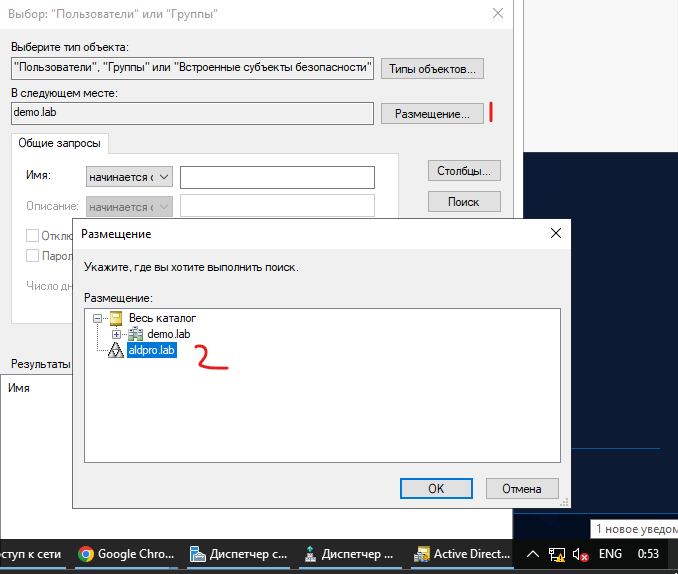 Выбор: "Пользователи" или "Группы"
Выберите тип объекта:
"Пользователи", "Группы" или "Встроенные субъекты безопасности"
Типы объектов...
В следующем месте:
demo.lab
Размещение...
1
Общие запросы
Имя:
начинается с
Столбцы...
Описание:
начинается с
Поиск
Отклю
Парол
Число дн
Результаты
Имя
Размещение
Укажите, где вы хотите выполнить поиск.
Размещение:
Весь каталог
demo.lab
aldpro.lab
2
OK
Отмена
1 новое уведом
оступ к сети
Google Chro...
Диспетчер с...
Диспетчер ...
Active Direct...
ENG
0:53